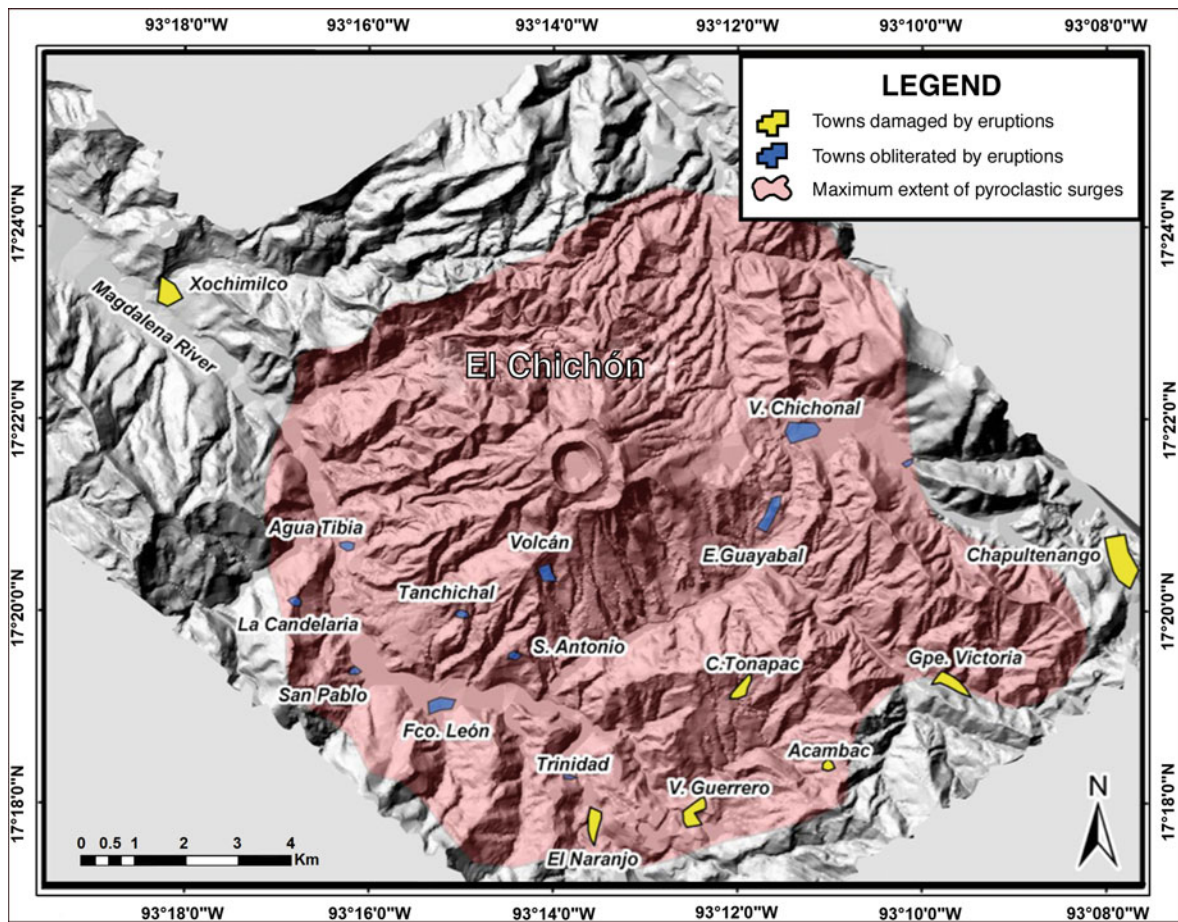 93°18'0"W 93°16'0"W 93°14'0"W 93°12'0"W 93°10'0"W 93°08'0"W
LEGEND
Towns damaged by eruptions
Towns obliterated by eruptions
Maximum extent of pyroclastic surges
17°24'0"N
17°24'0"N
Xochimilco
Magdalena River
El Chichón
V. Chichonal
17°22'0"N
17°22'0"N
Agua Tibia
Volcán
E.Guayabal
Chapultenango
Tanchichal
17°20'0"N
17°20'0"N
La Candelaria
S. Antonio
C.Tonapac
Gpe. Victoria
San Pablo
Fco. León
Trinidad
Acambac
V. Guerrero
17°18'0"N
17°18'0"N
N
El Naranjo
0 0.5 1 2 3 4
Km
93°18'0"W 93°16'0"W 93°14'0"W 93°12'0"W 93°10'0"W 93°08'0"W